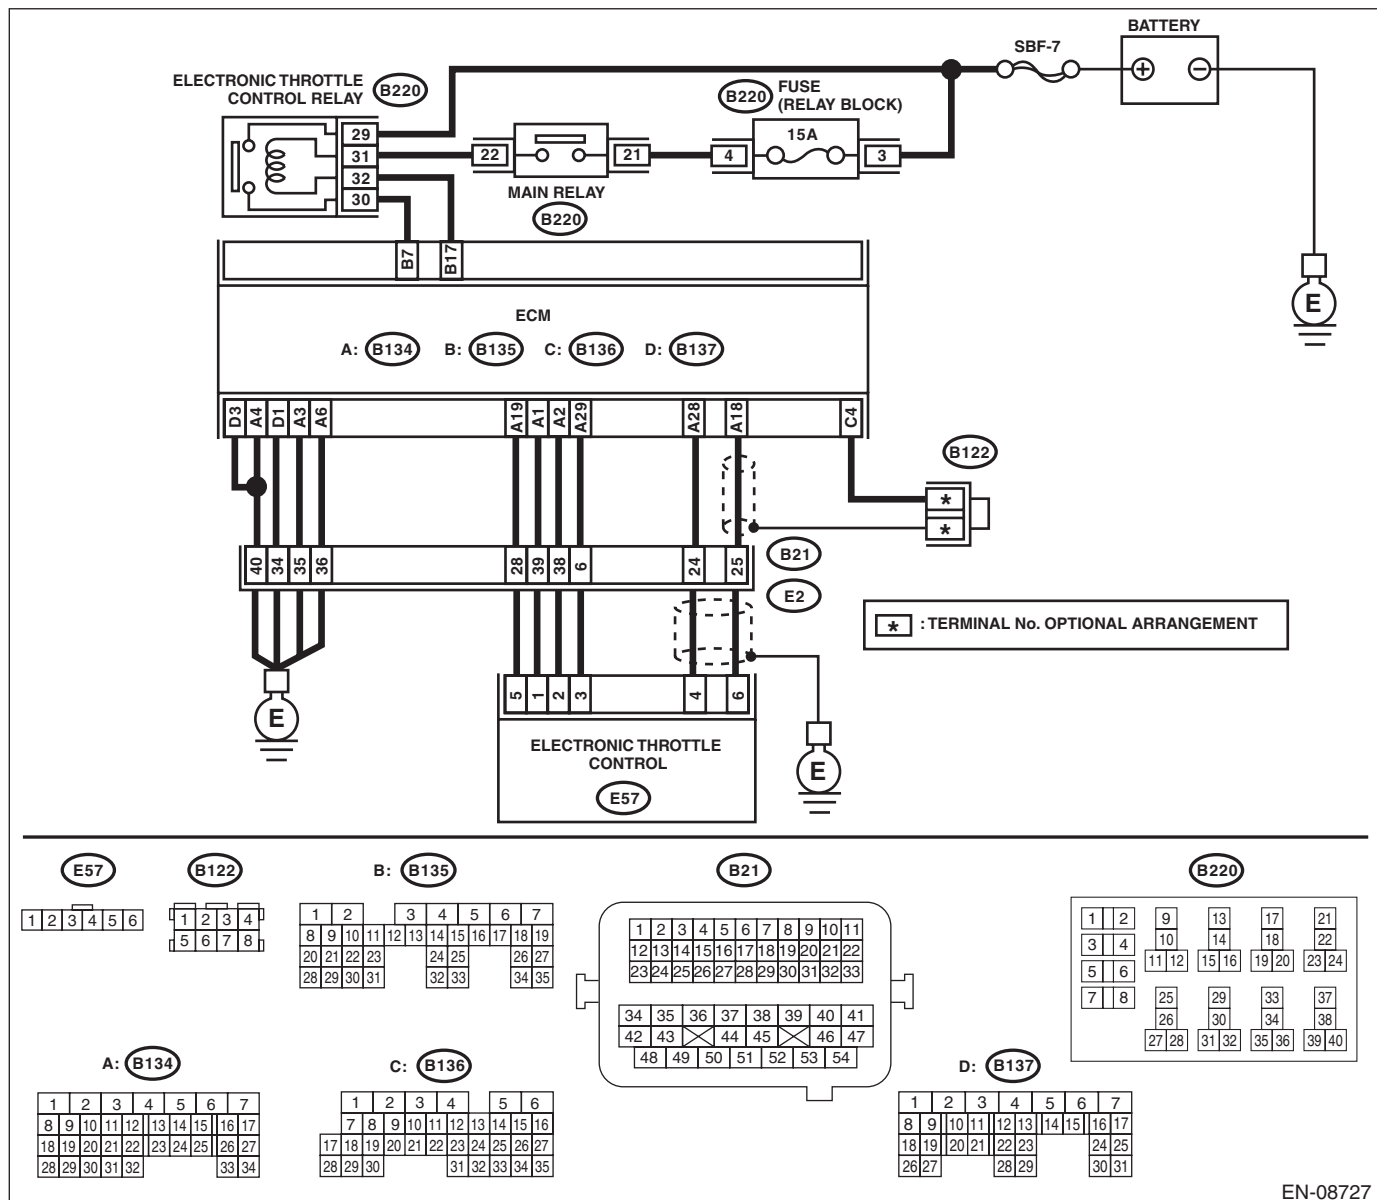 BATTERY
SBF-7
ELECTRONIC THROTTLE
CONTROL RELAY
B220
B220
FUSE
(RELAY BLOCK)
15A
29
31
32
30
22
21
4
3
MAIN RELAY
B220
B7
B17
E
ECM
A: B134 B: B135 C: B136 D: B137
D3 A4 D1 A3 A6 A19 A1 A2 A29 A28 A18 C4
B122
*
*
40 34 35 36 28 39 38 6 24 25
B21
E2
* : TERMINAL No. OPTIONAL ARRANGEMENT
5 1 2 3 4 6
E
E
ELECTRONIC THROTTLE
CONTROL
E57
E57
1 2 3 4 5 6
B122
1 2 3 4
5 6 7 8
B: B135
1 2 3 4 5 6 7
8 9 10 11 12 13 14 15 16 17 18 19
20 21 22 23 24 25 26 27
28 29 30 31 32 33 34 35
B21
1 2 3 4 5 6 7 8 9 10 11
12 13 14 15 16 17 18 19 20 21 22
23 24 25 26 27 28 29 30 31 32 33
34 35 36 37 38 39 40 41
42 43 44 45 46 47
48 49 50 51 52 53 54
B220
1 2 9 13 17 21
3 4 10 14 18 22
5 6 11 12 15 16 19 20 23 24
7 8 25 29 33 37
26 30 34 38
27 28 31 32 35 36 39 40
A: B134
1 2 3 4 5 6 7
8 9 10 11 12 13 14 15 16 17
18 19 20 21 22 23 24 25 26 27
28 29 30 31 32 33 34
C: B136
1 2 3 4 5 6
7 8 9 10 11 12 13 14 15 16
17 18 19 20 21 22 23 24 25 26 27
28 29 30 31 32 33 34 35
D: B137
1 2 3 4 5 6 7
8 9 10 11 12 13 14 15 16 17
18 19 20 21 22 23 24 25
26 27 28 29 30 31
EN-08727